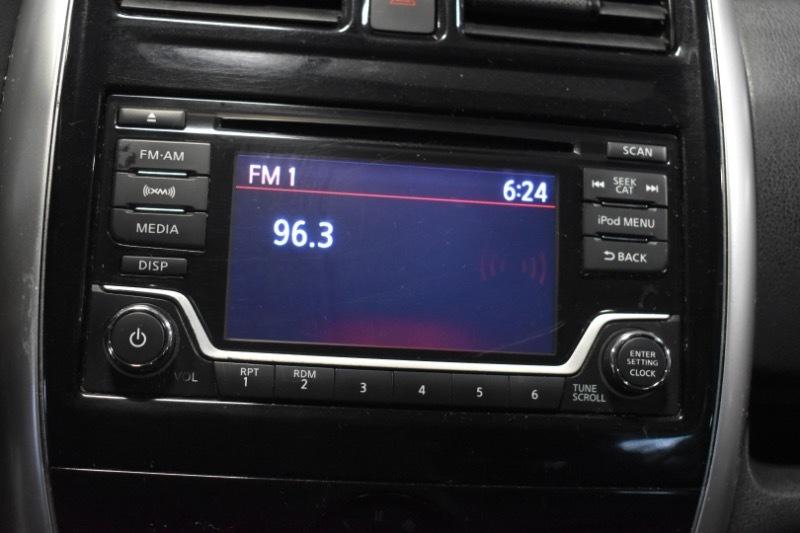 SCAN
FM·AM
FM 1
6:24
SEEK
CAT
XM
iPod MENU
96.3
MEDIA
BACK
DISP
ENTER
SETTING
CLOCK
VOL
RPT
1
RDM
2
3
4
5
6
TUNE
SCROLL